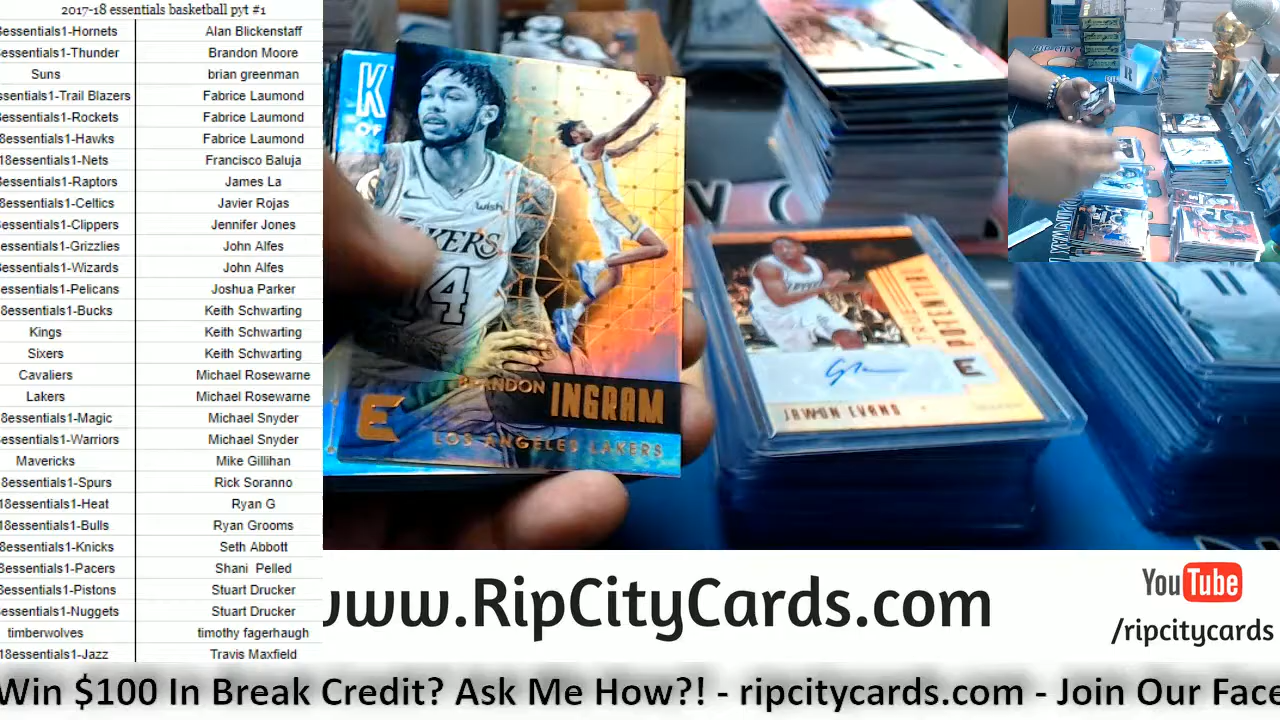 2017-18 essentials basketball pyt #1
8essentials1-Hornets Alan Blickenstaff
8essentials1-Thunder Brandon Moore
Suns brian greenman
ssentials1-Trail Blazers Fabrice Laumond
essentials1-Rockets Fabrice Laumond
8essentials1-Hawks Fabrice Laumond
18essentials1-Nets Francisco Baluja
8essentials1-Raptors James La
8essentials1-Celtics Javier Rojas
8essentials1-Clippers Jennifer Jones
essentials1-Grizzlies John Alfes
8essentials1-Wizards John Alfes
essentials1-Pelicans Joshua Parker
8essentials1-Bucks Keith Schwarting
Kings Keith Schwarting
Sixers Keith Schwarting
Cavaliers Michael Rosewarne
Lakers Michael Rosewarne
8essentials1-Magic Michael Snyder
essentials1-Warriors Michael Snyder
Mavericks Mike Gillihan
8essentials1-Spurs Rick Soranno
18essentials1-Heat Ryan G
18essentials1-Bulls Ryan Grooms
8essentials1-Knicks Seth Abbott
8essentials1-Pacers Shani Pelled
8essentials1-Pistons Stuart Drucker
essentials1-Nuggets Stuart Drucker
timberwolves timothy fagerhaugh
18essentials1-Jazz Travis Maxfield
K
OF
wish
KERS
14
BRANDON INGRAM
E
LOS ANGELES LAKERS
POTENTIAL
E
JAWUN EVANS
www.RipCityCards.com
YouTube
/ripcitycards
Win $100 In Break Credit? Ask Me How?! - ripcitycards.com - Join Our Face